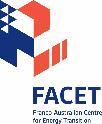 FACET
Franco-Australian Centre
for Energy Transition